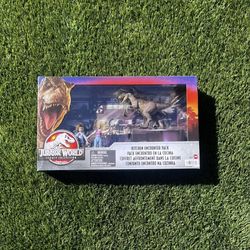 JURASSIC WORLD
KITCHEN ENCOUNTER PACK
PACK ENCUENTRO EN LA COCINA
COFFRET AFFRONTEMENT DANS LA CUISINE
CONJUNTO ENCONTRO NA COZINHA